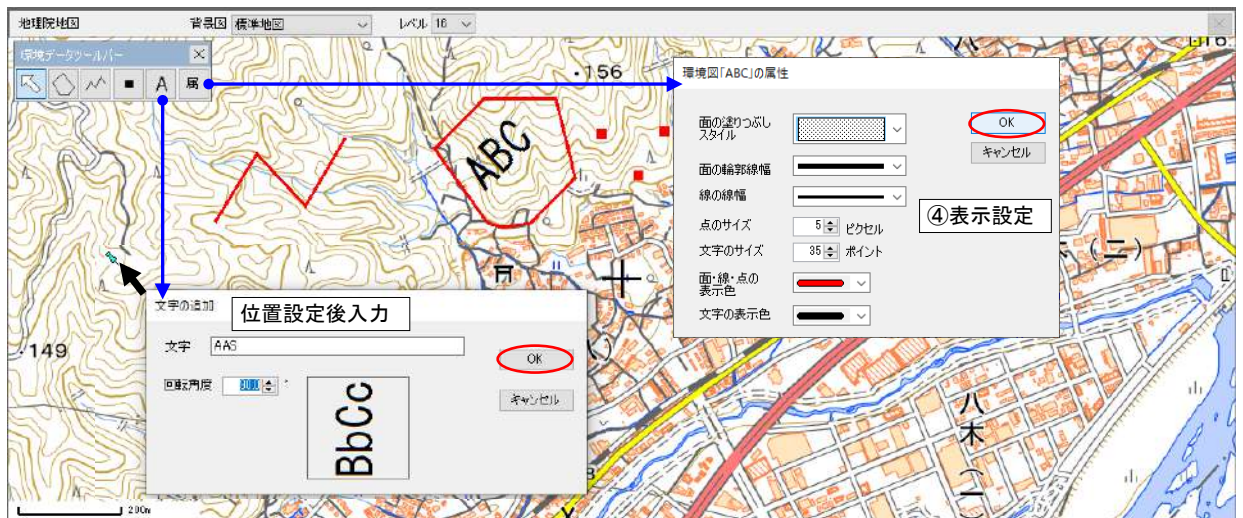 地理院地図 背景図 標準地図 レベル 16
環境データツールバー
A 属
・156
ABC
環境図「ABC」の属性
面の塗りつぶし
スタイル
OK
キャンセル
面の輪郭線幅
線の線幅
点のサイズ 5 ピクセル
④表示設定
文字のサイズ 35 ポイント
面・線・点の
表示色
文字の表示色
文字の追加
位置設定後入力
文字 AAS
OK
回転角度 90.0 °
キャンセル
BbCc
149
八木(一
(二)
200m